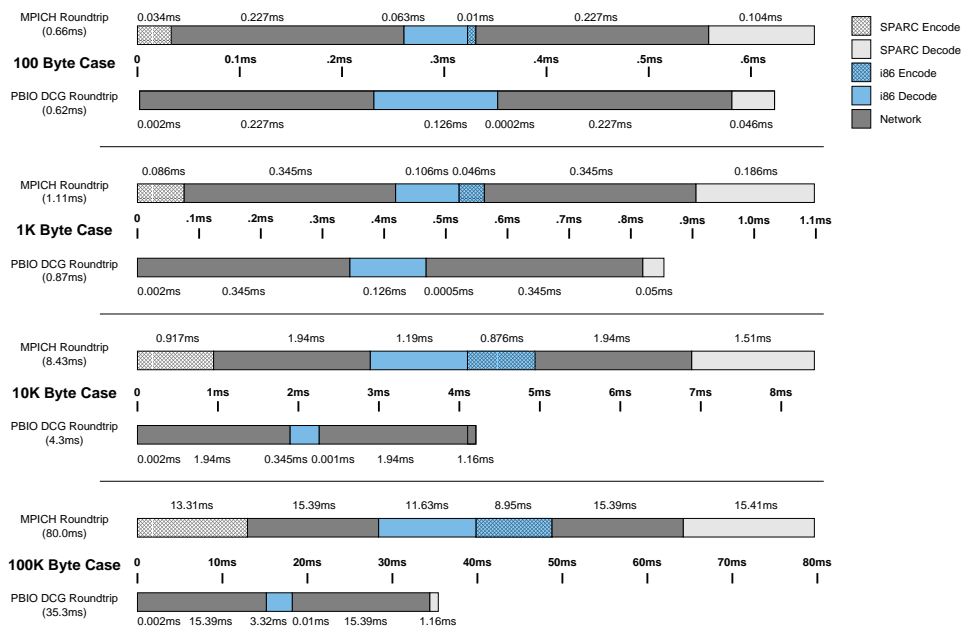 0.034ms 0.227ms 0.063ms 0.01ms 0.227ms 0.104ms
MPICH Roundtrip
(0.66ms)
100 Byte Case 0 0.1ms .2ms .3ms .4ms .5ms .6ms
PBIO DCG Roundtrip
(0.62ms)
0.002ms 0.227ms 0.126ms 0.0002ms 0.227ms 0.046ms
SPARC Encode
SPARC Decode
i86 Encode
i86 Decode
Network
0.086ms 0.345ms 0.106ms 0.046ms 0.345ms 0.186ms
MPICH Roundtrip
(1.11ms)
1K Byte Case 0 .1ms .2ms .3ms .4ms .5ms .6ms .7ms .8ms .9ms 1.0ms 1.1ms
PBIO DCG Roundtrip
(0.87ms)
0.002ms 0.345ms 0.126ms 0.0005ms 0.345ms 0.05ms
0.917ms 1.94ms 1.19ms 0.876ms 1.94ms 1.51ms
MPICH Roundtrip
(8.43ms)
10K Byte Case 0 1ms 2ms 3ms 4ms 5ms 6ms 7ms 8ms
PBIO DCG Roundtrip
(4.3ms)
0.002ms 1.94ms 0.345ms 0.001ms 1.94ms 1.16ms
13.31ms 15.39ms 11.63ms 8.95ms 15.39ms 15.41ms
MPICH Roundtrip
(80.0ms)
100K Byte Case 0 10ms 20ms 30ms 40ms 50ms 60ms 70ms 80ms
PBIO DCG Roundtrip
(35.3ms)
0.002ms 15.39ms 3.32ms 0.01ms 15.39ms 1.16ms